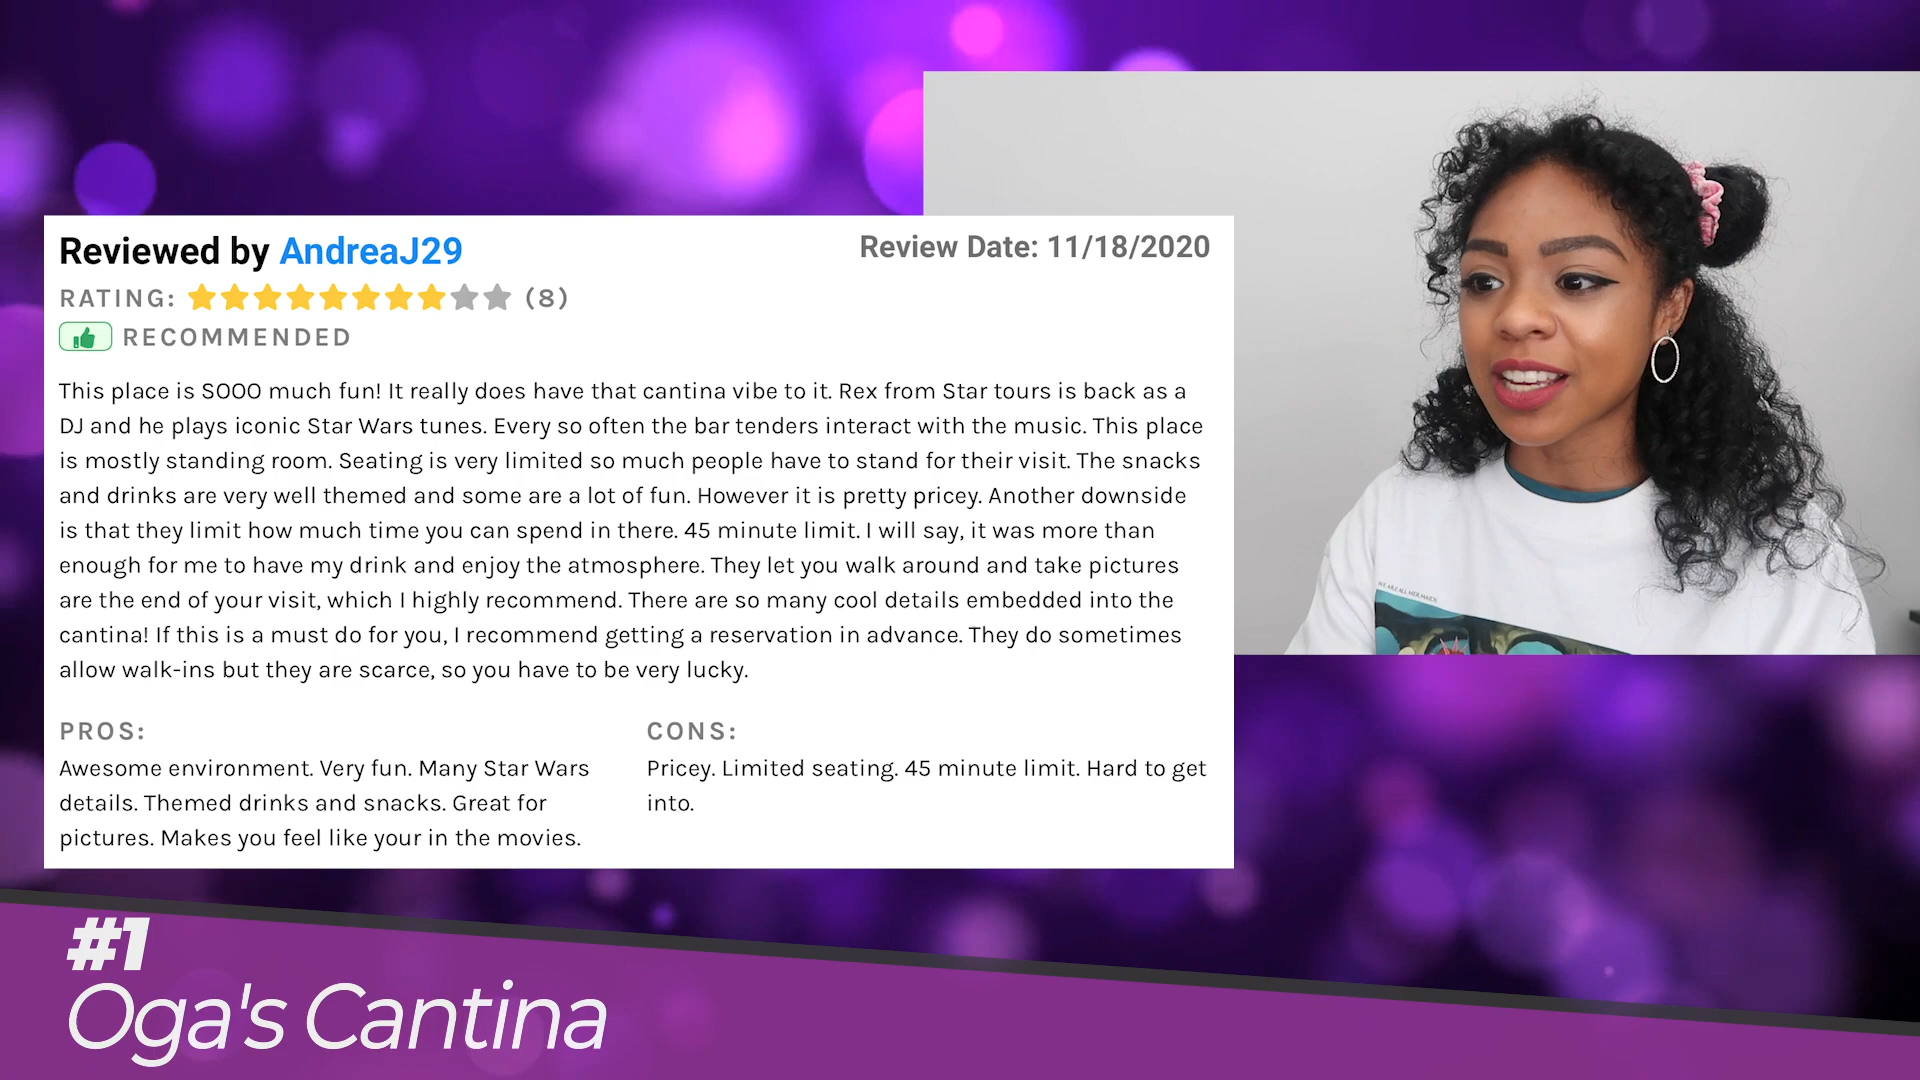 Reviewed by AndreaJ29
Review Date: 11/18/2020
RATING: (8)
RECOMMENDED
This place is SOOO much fun! It really does have that cantina vibe to it. Rex from Star tours is back as a
DJ and he plays iconic Star Wars tunes. Every so often the bar tenders interact with the music. This place
is mostly standing room. Seating is very limited so much people have to stand for their visit. The snacks
and drinks are very well themed and some are a lot of fun. However it is pretty pricey. Another downside
is that they limit how much time you can spend in there. 45 minute limit. I will say, it was more than
enough for me to have my drink and enjoy the atmosphere. They let you walk around and take pictures
are the end of your visit, which I highly recommend. There are so many cool details embedded into the
cantina! If this is a must do for you, I recommend getting a reservation in advance. They do sometimes
allow walk-ins but they are scarce, so you have to be very lucky.
PROS:
Awesome environment. Very fun. Many Star Wars
details. Themed drinks and snacks. Great for
pictures. Makes you feel like your in the movies.
CONS:
Pricey. Limited seating. 45 minute limit. Hard to get
into.
WE ARE ALL MERMAIDS
#1
Oga's Cantina